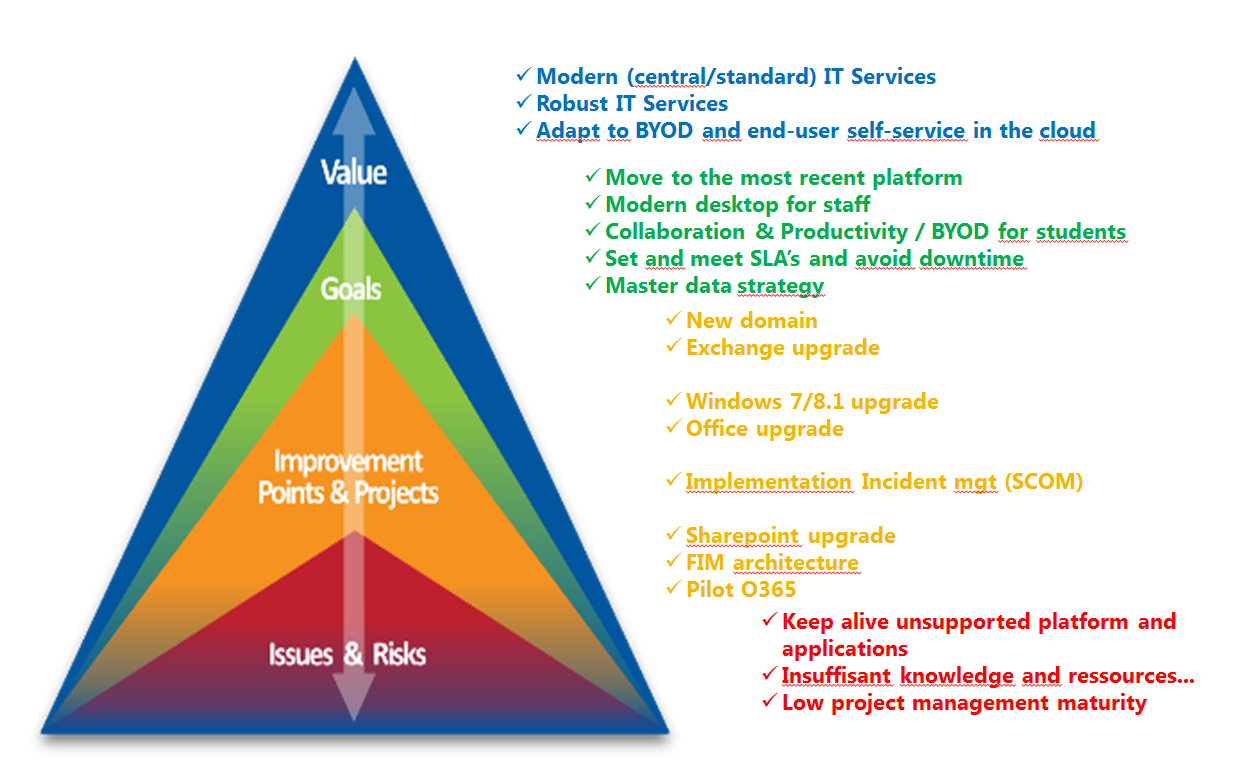 Value
Goals
Improvement
Points & Projects
Issues & Risks
✓ Modern (central/standard) IT Services
✓ Robust IT Services
✓ Adapt to BYOD and end-user self-service in the cloud
✓ Move to the most recent platform
✓ Modern desktop for staff
✓ Collaboration & Productivity / BYOD for students
✓ Set and meet SLA’s and avoid downtime
✓ Master data strategy
✓ New domain
✓ Exchange upgrade
✓ Windows 7/8.1 upgrade
✓ Office upgrade
✓ Implementation Incident mgt (SCOM)
✓ Sharepoint upgrade
✓ FIM architecture
✓ Pilot O365
✓ Keep alive unsupported platform and
applications
✓ Insuffisant knowledge and ressources...
✓ Low project management maturity